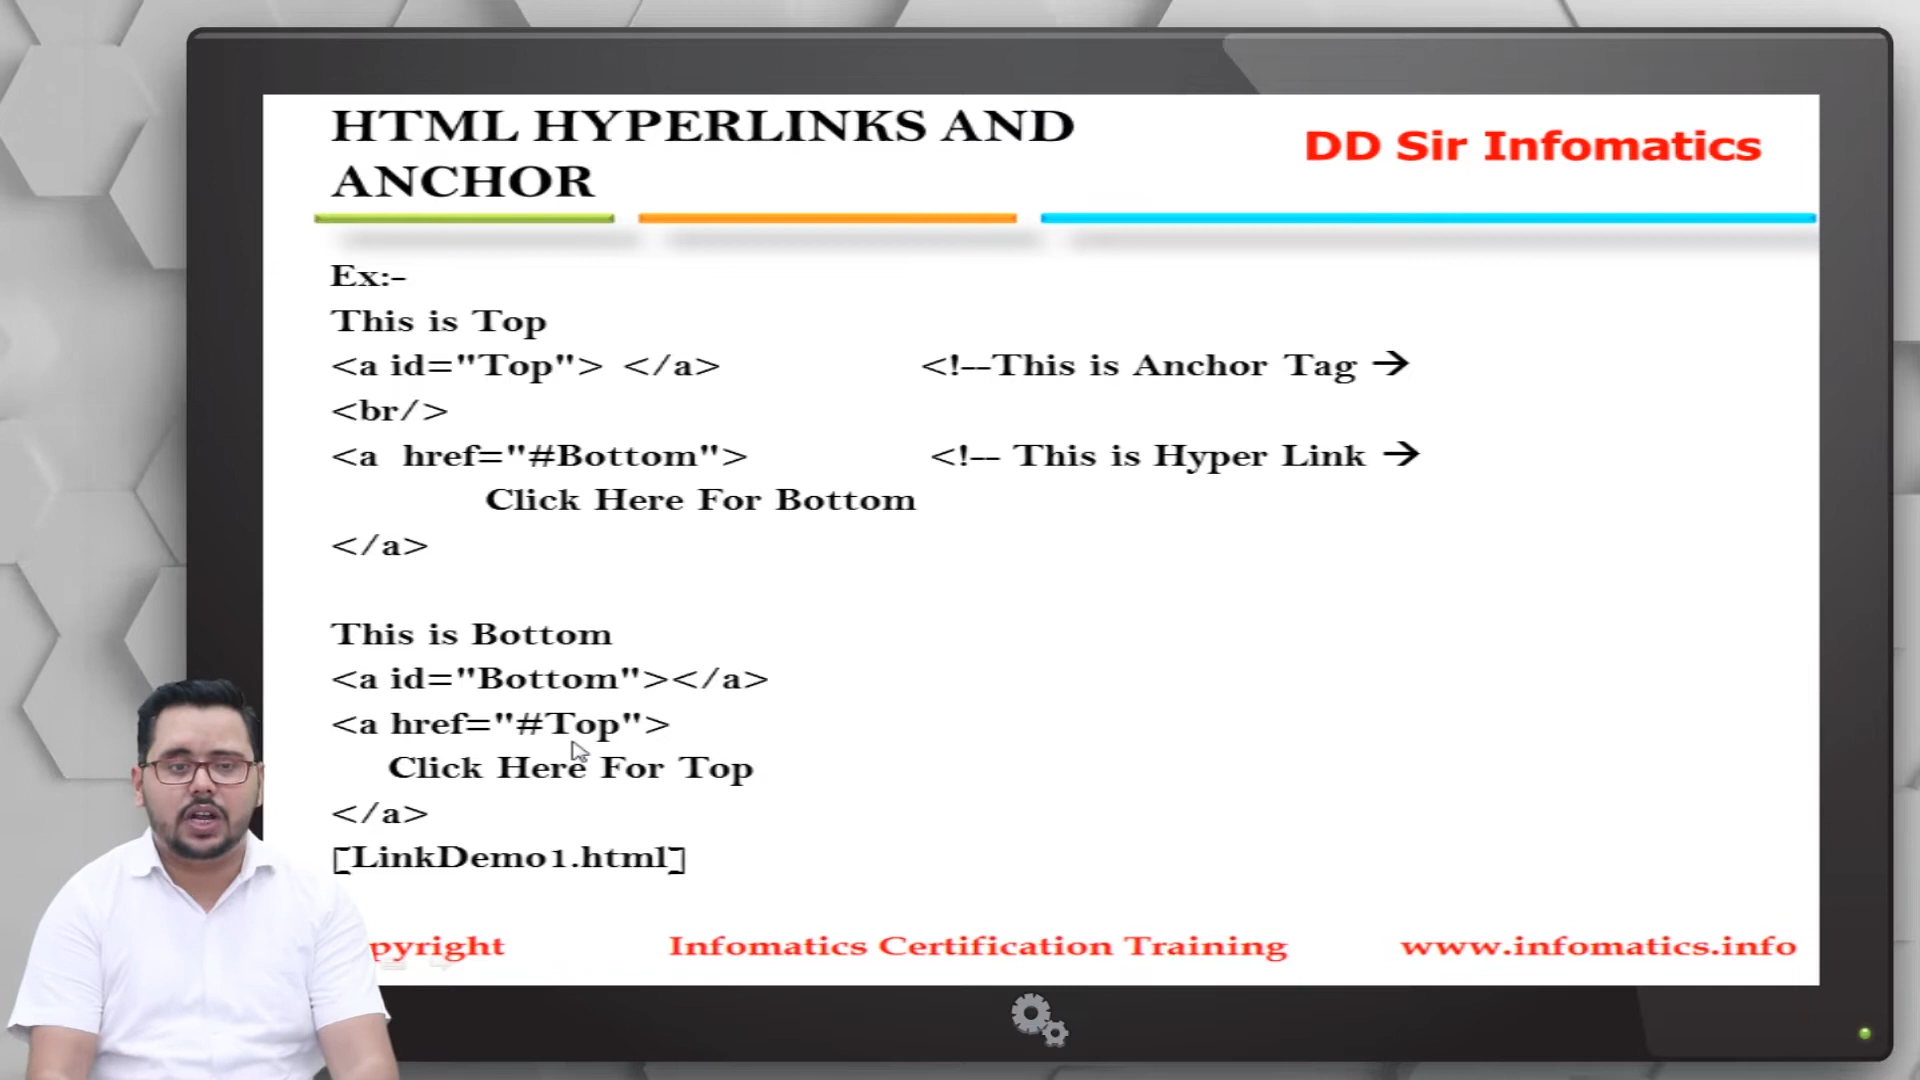 HTML HYPERLINKS AND
ANCHOR
DD Sir Infomatics
Ex:-
This is Top
<a id="Top"> </a> <!--This is Anchor Tag →
<br/>
<a href="#Bottom"> <!-- This is Hyper Link →
Click Here For Bottom
</a>
This is Bottom
<a id="Bottom"></a>
<a href="#Top">
Click Here For Top
</a>
[LinkDemo1.html]
pyright Infomatics Certification Training www.infomatics.info